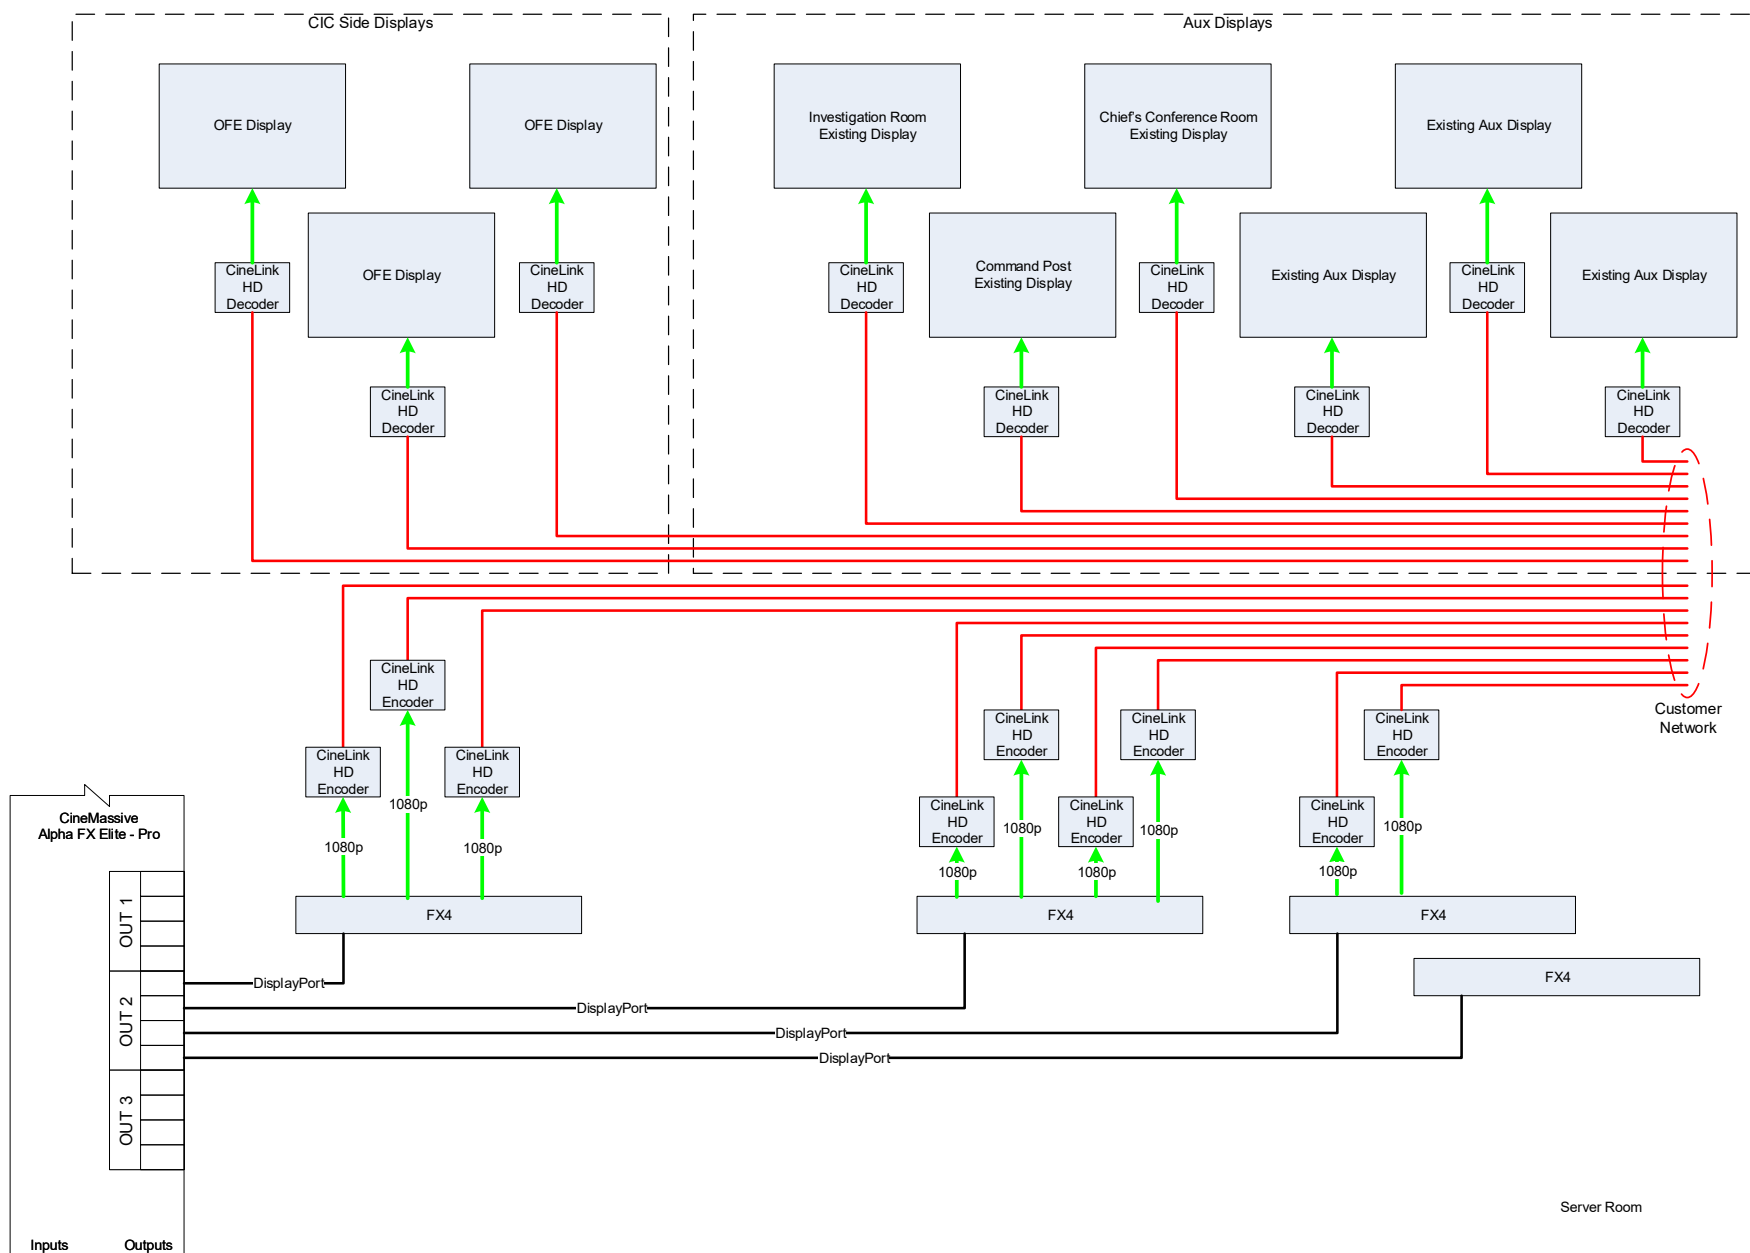 CIC Side Displays
Aux Displays
OFE Display
OFE Display
Investigation Room
Existing Display
Chief's Conference Room
Existing Display
Existing Aux Display
OFE Display
Command Post
Existing Display
Existing Aux Display
Existing Aux Display
CineLink
HD
Decoder
CineLink
HD
Decoder
CineLink
HD
Decoder
CineLink
HD
Decoder
CineLink
HD
Decoder
CineLink
HD
Decoder
CineLink
HD
Decoder
CineLink
HD
Decoder
CineLink
HD
Decoder
Customer
Network
CineLink
HD
Encoder
CineLink
HD
Encoder
CineLink
HD
Encoder
CineLink
HD
Encoder
CineLink
HD
Encoder
CineLink
HD
Encoder
CineLink
HD
Encoder
CineLink
HD
Encoder
CineLink
HD
Encoder
1080p
1080p
1080p
1080p
1080p
1080p
1080p
1080p
1080p
CineMassive
Alpha FX Elite - Pro
FX4
FX4
FX4
FX4
OUT 1
OUT 2
OUT 3
DisplayPort
DisplayPort
DisplayPort
DisplayPort
Server Room
Inputs
Outputs